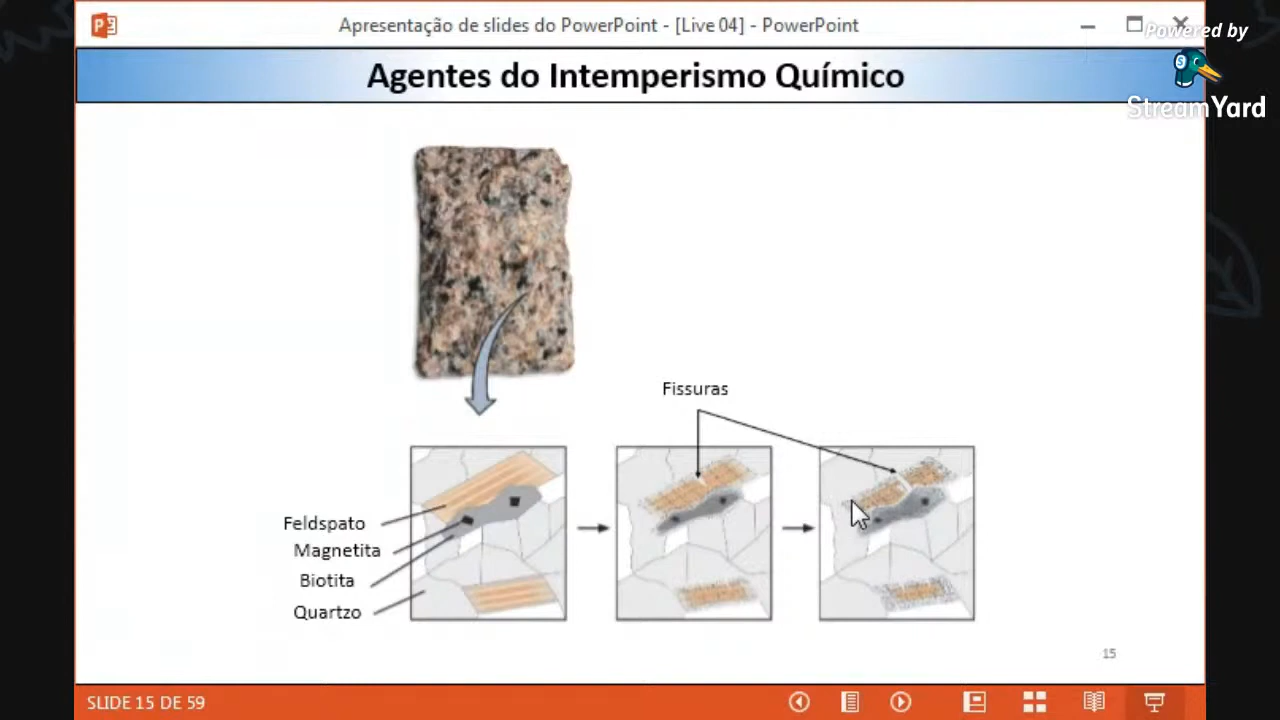 Apresentação de slides do PowerPoint - [Live 04] - PowerPoint
Powered by
StreamYard
Agentes do Intemperismo Químico
Fissuras
Feldspato
Magnetita
Biotita
Quartzo
15
SLIDE 15 DE 59